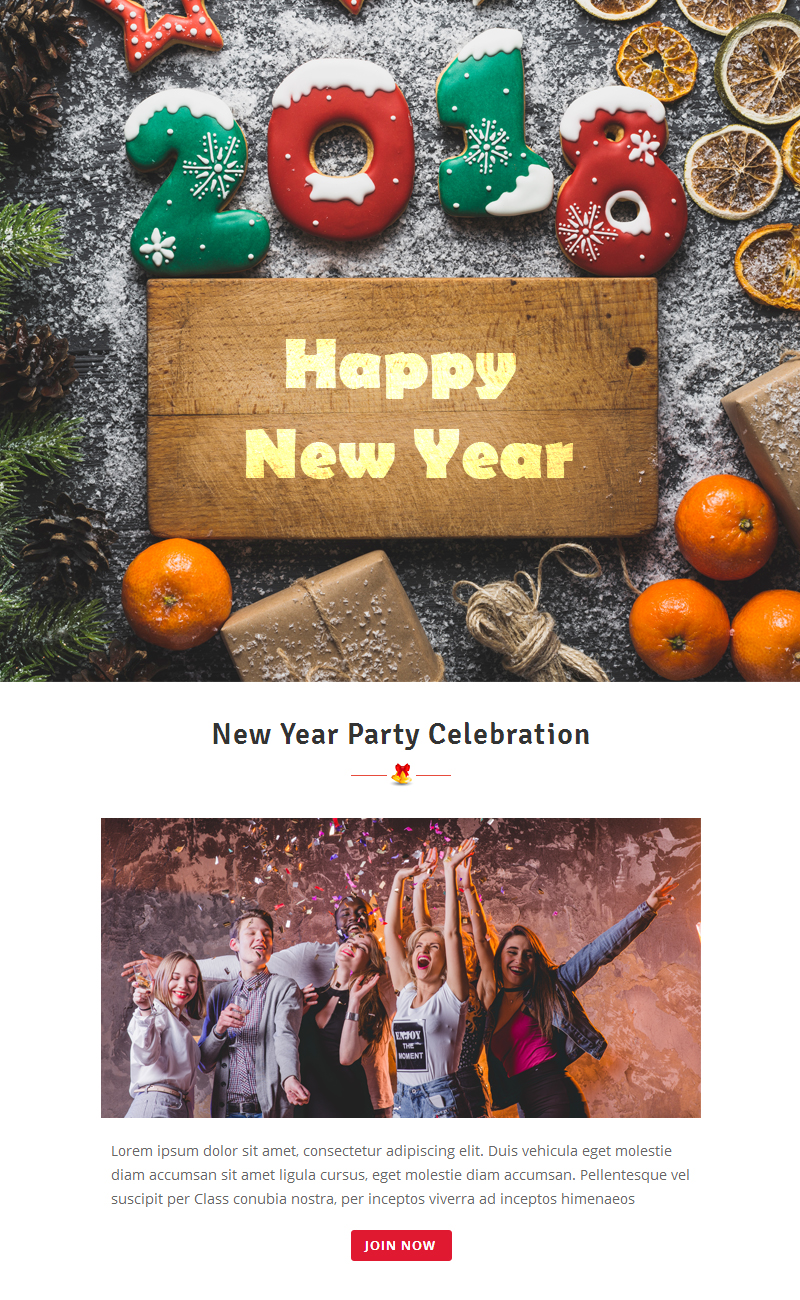 2018
Happy
New Year
New Year Party Celebration
ENJOY
THE
MOMENT
Lorem ipsum dolor sit amet, consectetur adipiscing elit. Duis vehicula eget molestie
diam accumsan sit amet ligula cursus, eget molestie diam accumsan. Pellentesque vel
suscipit per Class conubia nostra, per inceptos viverra ad inceptos himenaeos
JOIN NOW